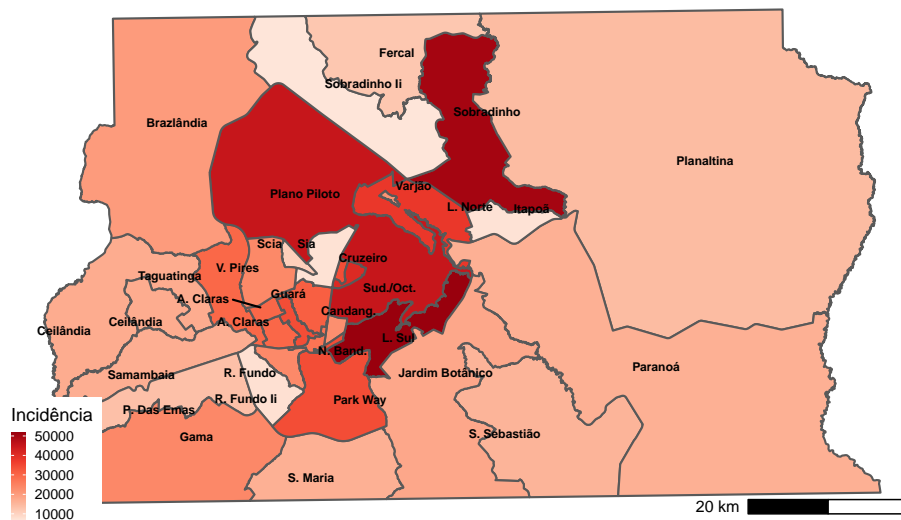 Fercal
Sobradinho Ii
Sobradinho
Brazlândia
Planaltina
Plano Piloto
Varjão
L. Norte
Itapoã
Scia
Sia
Cruzeiro
V. Pires
Taguatinga
Guará
Sud./Oct.
A. Claras
Candang.
Ceilândia
Ceilândia
A. Claras
L. Sul
N. Band.
Samambaia
R. Fundo
Jardim Botânico
Paranoá
R. Fundo Ii
Park Way
P. Das Emas
Gama
S. Sebastião
S. Maria
Incidência
50000
40000
30000
20000
10000
20 km